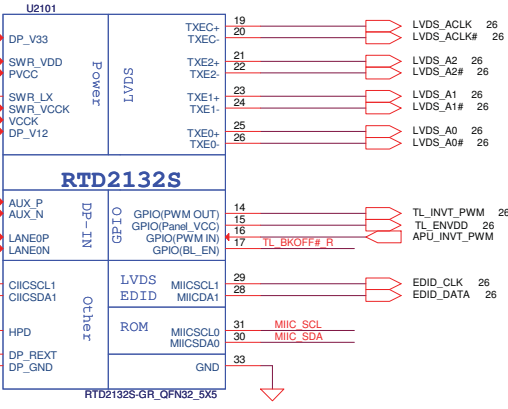 U2101
DP_V33
SWR_VDD
PVCC
SWR_LX
SWR_VCCK
VCCK
DP_V12
Power
LVDS
TXEC+ 19 LVDS_ACLK 26
TXEC- 20 LVDS_ACLK# 26
TXE2+ 21 LVDS_A2 26
TXE2- 22 LVDS_A2# 26
TXE1+ 23 LVDS_A1 26
TXE1- 24 LVDS_A1# 26
TXE0+ 25 LVDS_A0 26
TXE0- 26 LVDS_A0# 26
RTD2132S
AUX_P
AUX_N
LANE0P
LANE0N
DP-IN
GPIO
GPIO(PWM OUT) 14 TL_INVT_PWM 26
GPIO(Panel_VCC) 15 TL_ENVDD 26
GPIO(PWM IN) 16 APU_INVT_PWM
GPIO(BL_EN) 17 TL_BKOFF#_R
CIICSCL1
CIICSDA1
HPD
DP_REXT
DP_GND
Other
LVDS
EDID
MIICSCL1 29 EDID_CLK 26
MIICDA1 28 EDID_DATA 26
ROM
MIICSCL0 31 MIIC_SCL
MIICSDA0 30 MIIC_SDA
GND 33
RTD2132S-GR_QFN32_5X5